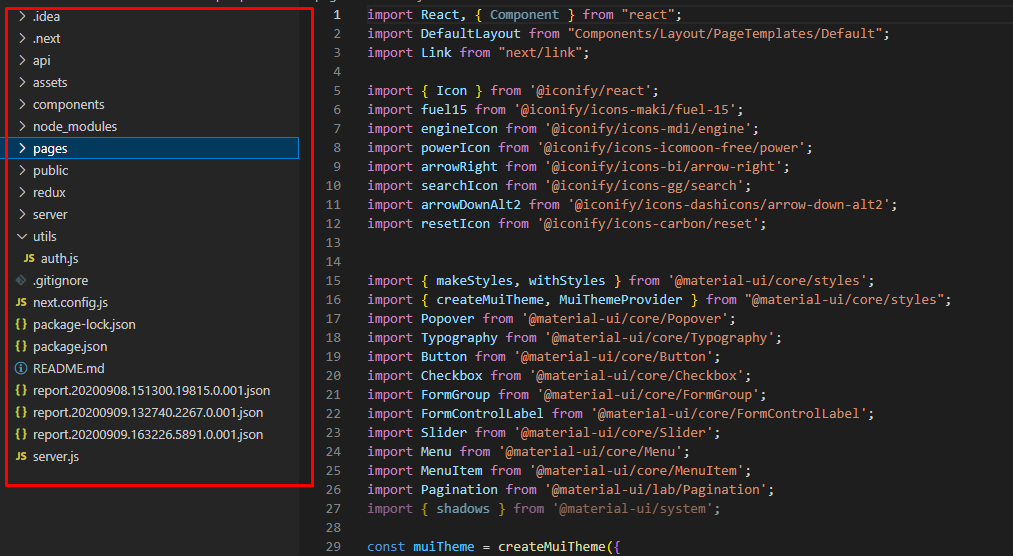 .idea
.next
api
assets
components
node_modules
pages
public
redux
server
utils
JS auth.js
.gitignore
JS next.config.js
{} package-lock.json
{} package.json
README.md
{} report.20200908.151300.19815.0.001.json
{} report.20200909.132740.2267.0.001.json
{} report.20200909.163226.5891.0.001.json
JS server.js
1 import React, { Component } from "react";
2 import DefaultLayout from "Components/Layout/PageTemplates/Default";
3 import Link from "next/link";
4
5 import { Icon } from '@iconify/react';
6 import fuel15 from '@iconify/icons-maki/fuel-15';
7 import engineIcon from '@iconify/icons-mdi/engine';
8 import powerIcon from '@iconify/icons-icomoon-free/power';
9 import arrowRight from '@iconify/icons-bi/arrow-right';
10 import searchIcon from '@iconify/icons-gg/search';
11 import arrowDownAlt2 from '@iconify/icons-dashicons/arrow-down-alt2';
12 import resetIcon from '@iconify/icons-carbon/reset';
13
14
15 import { makeStyles, withStyles } from '@material-ui/core/styles';
16 import { createMuiTheme, MuiThemeProvider } from "@material-ui/core/styles";
17 import Popover from '@material-ui/core/Popover';
18 import Typography from '@material-ui/core/Typography';
19 import Button from '@material-ui/core/Button';
20 import Checkbox from '@material-ui/core/Checkbox';
21 import FormGroup from '@material-ui/core/FormGroup';
22 import FormControlLabel from '@material-ui/core/FormControlLabel';
23 import Slider from '@material-ui/core/Slider';
24 import Menu from '@material-ui/core/Menu';
25 import MenuItem from '@material-ui/core/MenuItem';
26 import Pagination from '@material-ui/lab/Pagination';
27 import { shadows } from '@material-ui/system';
28
29 const muiTheme = createMuiTheme({